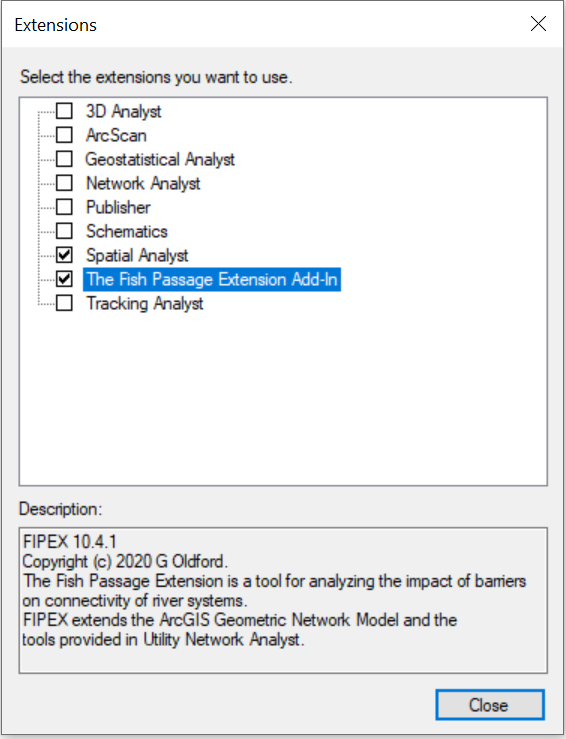 Extensions
Select the extensions you want to use.
3D Analyst
ArcScan
Geostatistical Analyst
Network Analyst
Publisher
Schematics
Spatial Analyst
The Fish Passage Extension Add-In
Tracking Analyst
Description:
FIPEX 10.4.1
Copyright (c) 2020 G Oldford.
The Fish Passage Extension is a tool for analyzing the impact of barriers
on connectivity of river systems.
FIPEX extends the ArcGIS Geometric Network Model and the
tools provided in Utility Network Analyst.
Close